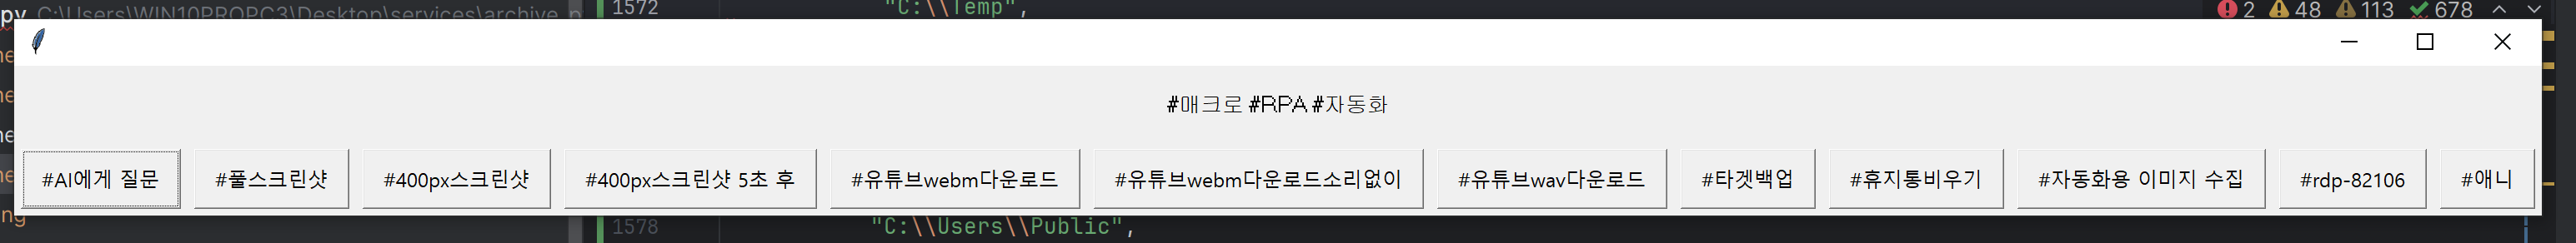 py C:\Users\WIN10PROPC3\Desktop\services\archive_p
1572 "C:\\Temp",
2 48 113 678
#매크로 #RPA #자동화
#AI에게 질문 #풀스크린샷 #400px스크린샷 #400px스크린샷 5초 후 #유튜브webm다운로드 #유튜브webm다운로드소리없이 #유튜브wav다운로드 #타겟백업 #휴지통비우기 #자동화용 이미지 수집 #rdp-82106 #애니
ng
1578 "C:\\Users\\Public",